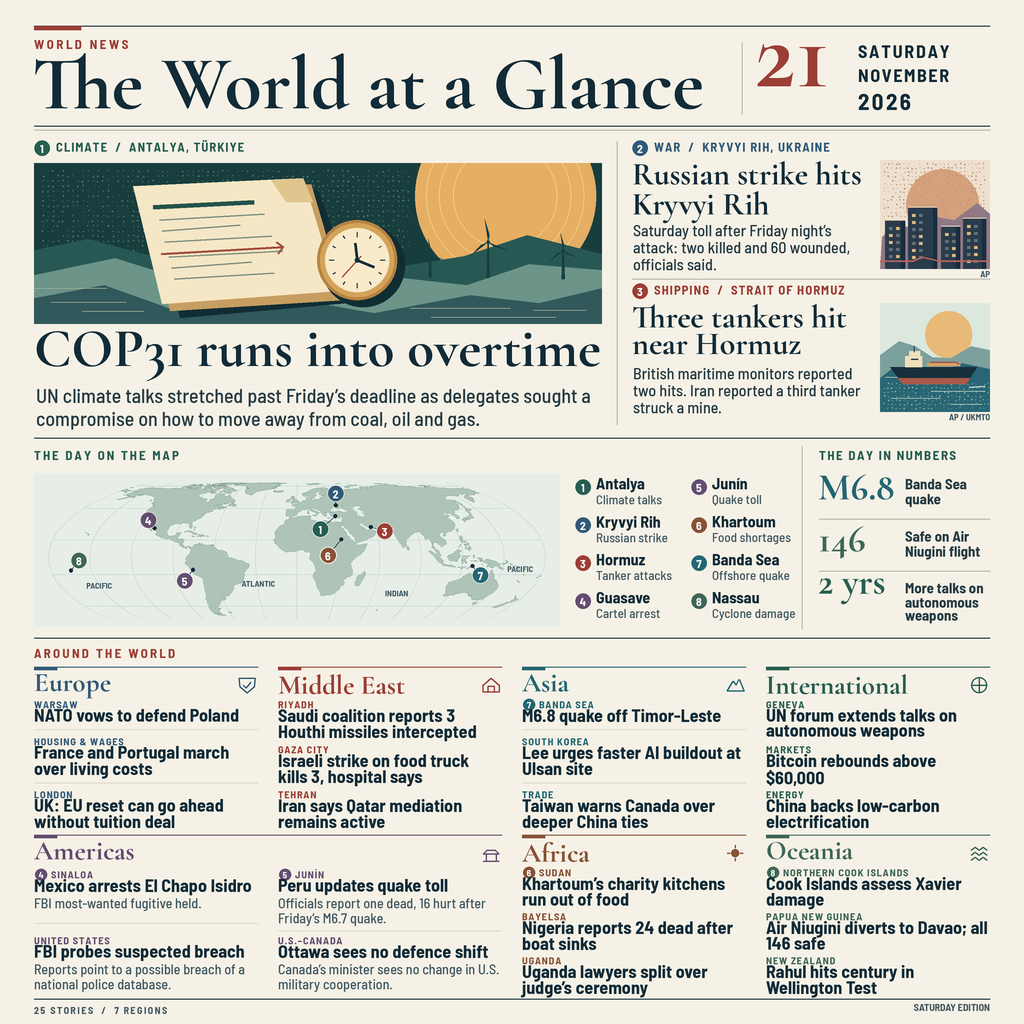 WORLD NEWS
The World at a Glance
21
SATURDAY
NOVEMBER
2026
1 CLIMATE / ANTALYA, TÜRKIYE
COP31 runs into overtime
UN climate talks stretched past Friday's deadline as delegates sought a
compromise on how to move away from coal, oil and gas.
2 WAR / KRYVYI RIH, UKRAINE
Russian strike hits
Kryvyi Rih
Saturday toll after Friday night's
attack: two killed and 60 wounded,
officials said.
AP
3 SHIPPING / STRAIT OF HORMUZ
Three tankers hit
near Hormuz
British maritime monitors reported
two hits. Iran reported a third tanker
struck a mine.
AP / UKMTO
THE DAY ON THE MAP
2
4
1
3
6
8
5
7
PACIFIC
ATLANTIC
INDIAN
PACIFIC
1 Antalya
Climate talks
2 Kryvyi Rih
Russian strike
3 Hormuz
Tanker attacks
4 Guasave
Cartel arrest
5 Junín
Quake toll
6 Khartoum
Food shortages
7 Banda Sea
Offshore quake
8 Nassau
Cyclone damage
THE DAY IN NUMBERS
M6.8
Banda Sea
quake
146
Safe on Air
Niugini flight
2 yrs
More talks on
autonomous
weapons
AROUND THE WORLD
Europe
WARSAW
NATO vows to defend Poland
HOUSING & WAGES
France and Portugal march
over living costs
LONDON
UK: EU reset can go ahead
without tuition deal
Middle East
RIYADH
Saudi coalition reports 3
Houthi missiles intercepted
GAZA CITY
Israeli strike on food truck
kills 3, hospital says
TEHRAN
Iran says Qatar mediation
remains active
Asia
7 BANDA SEA
M6.8 quake off Timor-Leste
SOUTH KOREA
Lee urges faster AI buildout at
Ulsan site
TRADE
Taiwan warns Canada over
deeper China ties
International
GENEVA
UN forum extends talks on
autonomous weapons
MARKETS
Bitcoin rebounds above
$60,000
ENERGY
China backs low-carbon
electrification
Americas
4 SINALOA
Mexico arrests El Chapo Isidro
FBI most-wanted fugitive held.
UNITED STATES
FBI probes suspected breach
Reports point to a possible breach of a
national police database.
5 JUNÍN
Peru updates quake toll
Officials report one dead, 16 hurt after
Friday's M6.7 quake.
U.S.-CANADA
Ottawa sees no defence shift
Canada's minister sees no change in U.S.
military cooperation.
Africa
6 SUDAN
Khartoum's charity kitchens
run out of food
BAYELSA
Nigeria reports 24 dead after
boat sinks
UGANDA
Uganda lawyers split over
judge's ceremony
Oceania
8 NORTHERN COOK ISLANDS
Cook Islands assess Xavier
damage
PAPUA NEW GUINEA
Air Niugini diverts to Davao; all
146 safe
NEW ZEALAND
Rahul hits century in
Wellington Test
25 STORIES / 7 REGIONS
SATURDAY EDITION